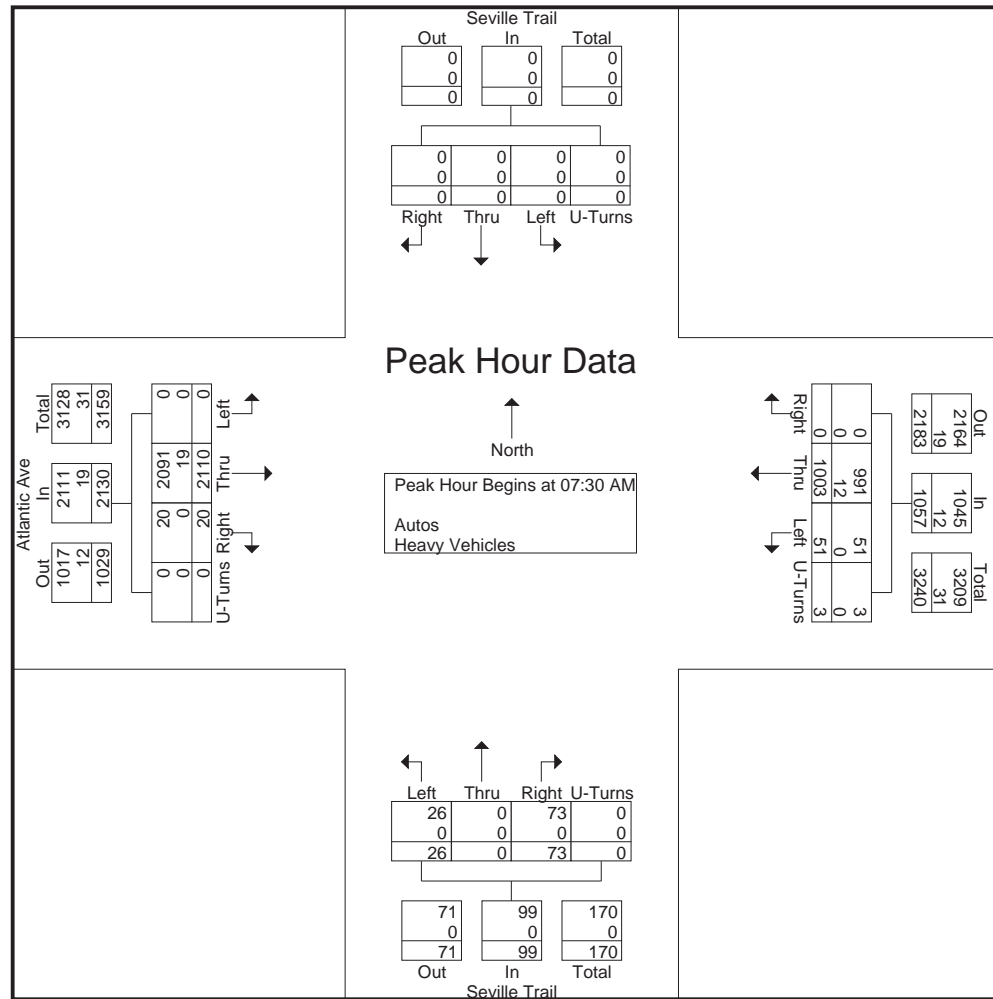 Seville Trail
Out In Total
0 0 0
0 0 0
0 0 0
0 0 0 0
0 0 0 0
0 0 0 0
Right Thru Left U-Turns
Peak Hour Data
North
Peak Hour Begins at 07:30 AM
Autos
Heavy Vehicles
Atlantic Ave
Out In Total
1017 2111 3128
12 19 31
1029 2130 3159
0 20 2091 0
0 0 19 0
0 20 2110 0
U-Turns Right Thru Left
Out In Total
2164 1045 3209
19 12 31
2183 1057 3240
0 991 51 3
0 12 0 0
0 1003 51 3
Right Thru Left U-Turns
Left Thru Right U-Turns
26 0 73 0
0 0 0 0
26 0 73 0
71 99 170
0 0 0
71 99 170
Out In Total
Seville Trail